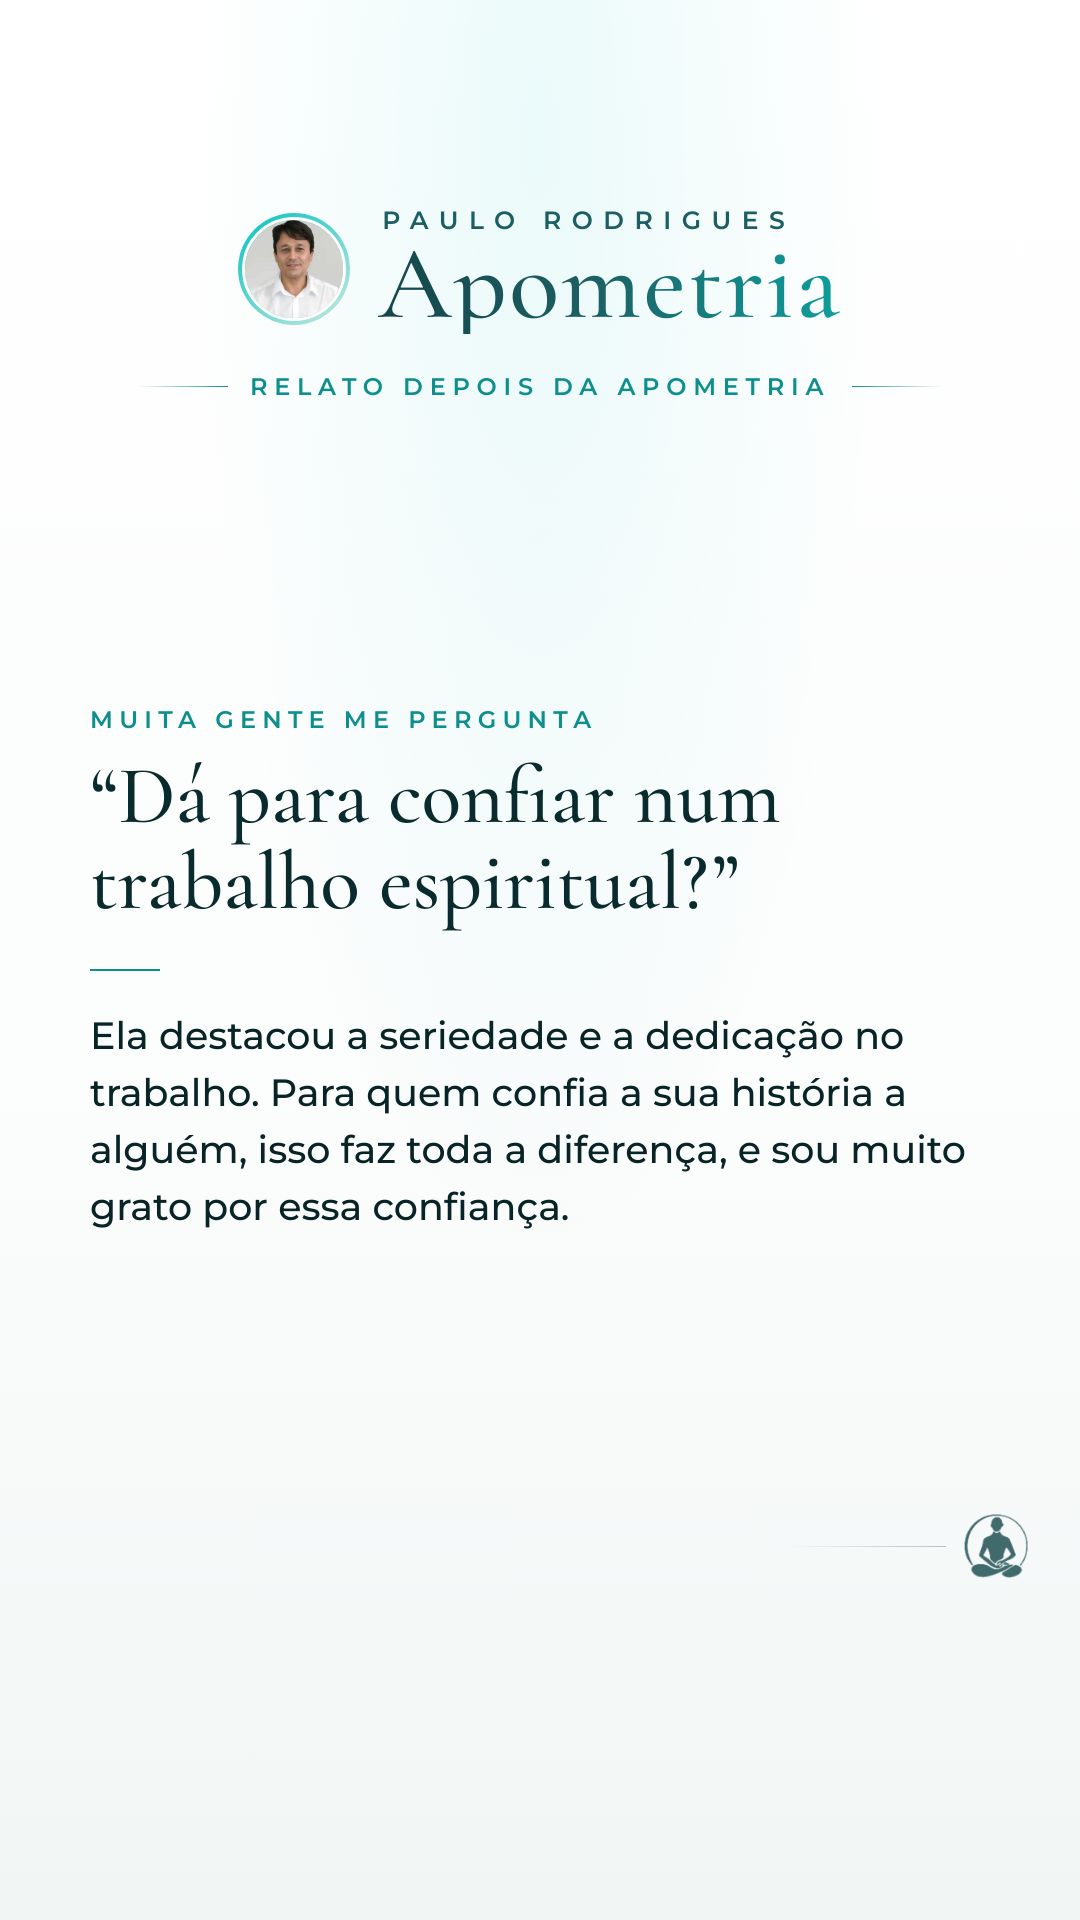 PAULO RODRIGUES
Apometria
RELATO DEPOIS DA APOMETRIA
MUITA GENTE ME PERGUNTA
“Dá para confiar num
trabalho espiritual?”
Ela destacou a seriedade e a dedicação no
trabalho. Para quem confia a sua história a
alguém, isso faz toda a diferença, e sou muito
grato por essa confiança.